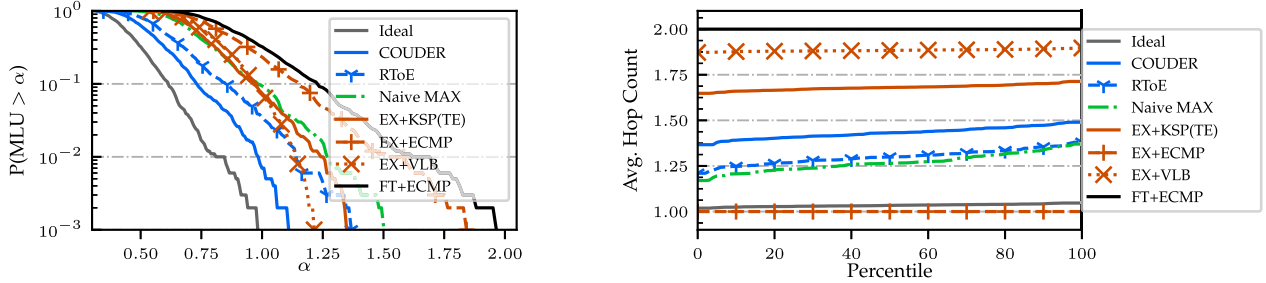 P(MLU > α)
10⁰
10⁻¹
10⁻²
10⁻³
0.50 0.75 1.00 1.25 1.50 1.75 2.00
α
Ideal
COUDER
RToE
Naive MAX
EX+KSP(TE)
EX+ECMP
EX+VLB
FT+ECMP
Avg. Hop Count
2.00
1.75
1.50
1.25
1.00
0 20 40 60 80 100
Percentile
Ideal
COUDER
RToE
Naive MAX
EX+KSP(TE)
EX+ECMP
EX+VLB
FT+ECMP